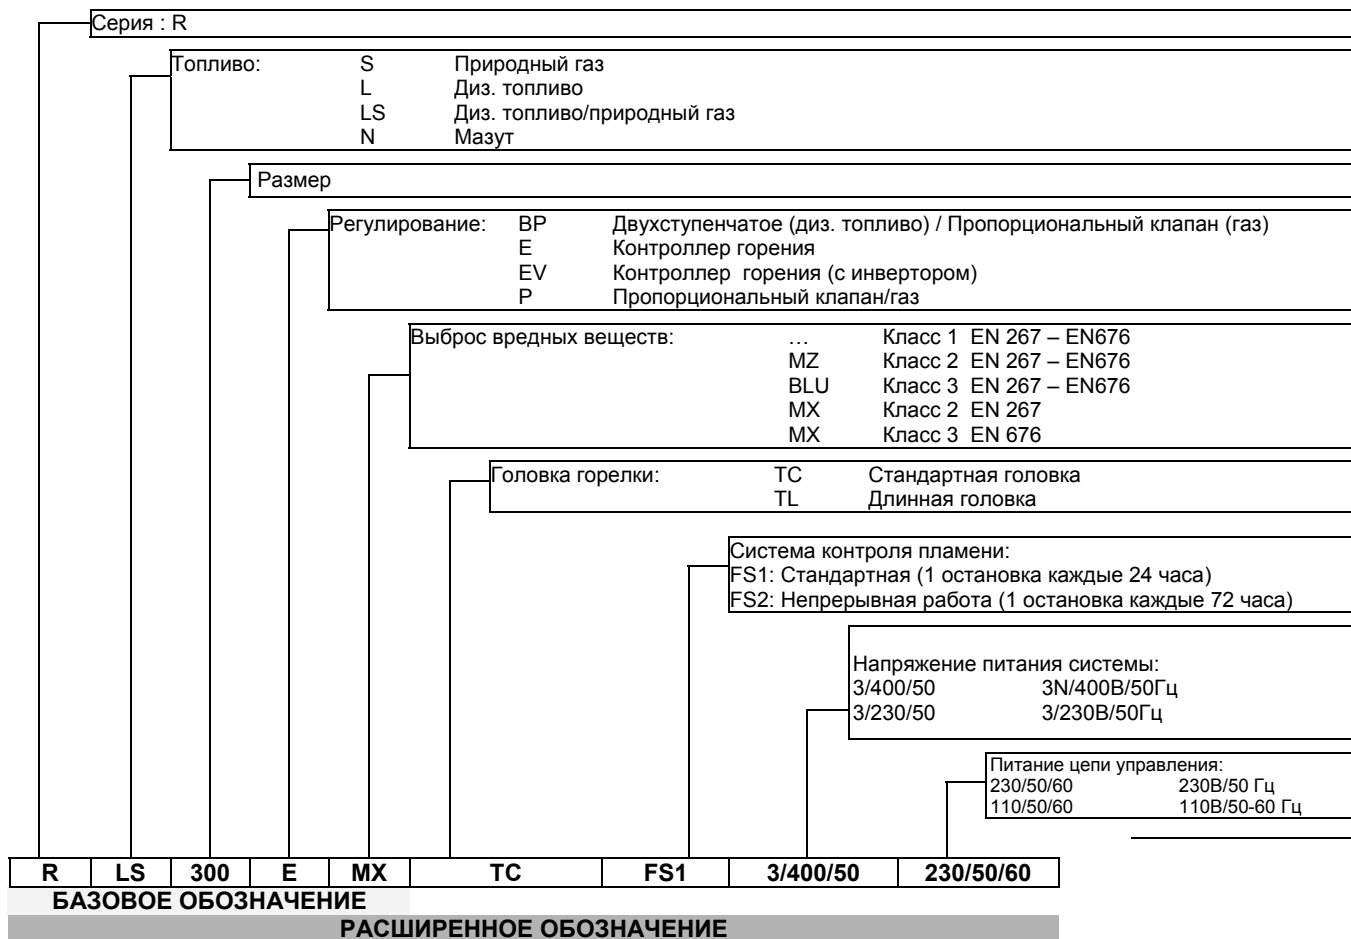 Серия : R
Топливо: S Природный газ
L Диз. топливо
LS Диз. топливо/природный газ
N Мазут
Размер
Регулирование: BP Двухступенчатое (диз. топливо) / Пропорциональный клапан (газ)
E Контроллер горения
EV Контроллер горения (с инвертором)
P Пропорциональный клапан/газ
Выброс вредных веществ: … Класс 1 EN 267 – EN676
MZ Класс 2 EN 267 – EN676
BLU Класс 3 EN 267 – EN676
MX Класс 2 EN 267
MX Класс 3 EN 676
Головка горелки: TC Стандартная головка
TL Длинная головка
Система контроля пламени:
FS1: Стандартная (1 остановка каждые 24 часа)
FS2: Непрерывная работа (1 остановка каждые 72 часа)
Напряжение питания системы:
3/400/50 3N/400В/50Гц
3/230/50 3/230В/50Гц
Питание цепи управления:
230/50/60 230В/50 Гц
110/50/60 110В/50-60 Гц
R LS 300 E MX TC FS1 3/400/50 230/50/60
БАЗОВОЕ ОБОЗНАЧЕНИЕ
РАСШИРЕННОЕ ОБОЗНАЧЕНИЕ